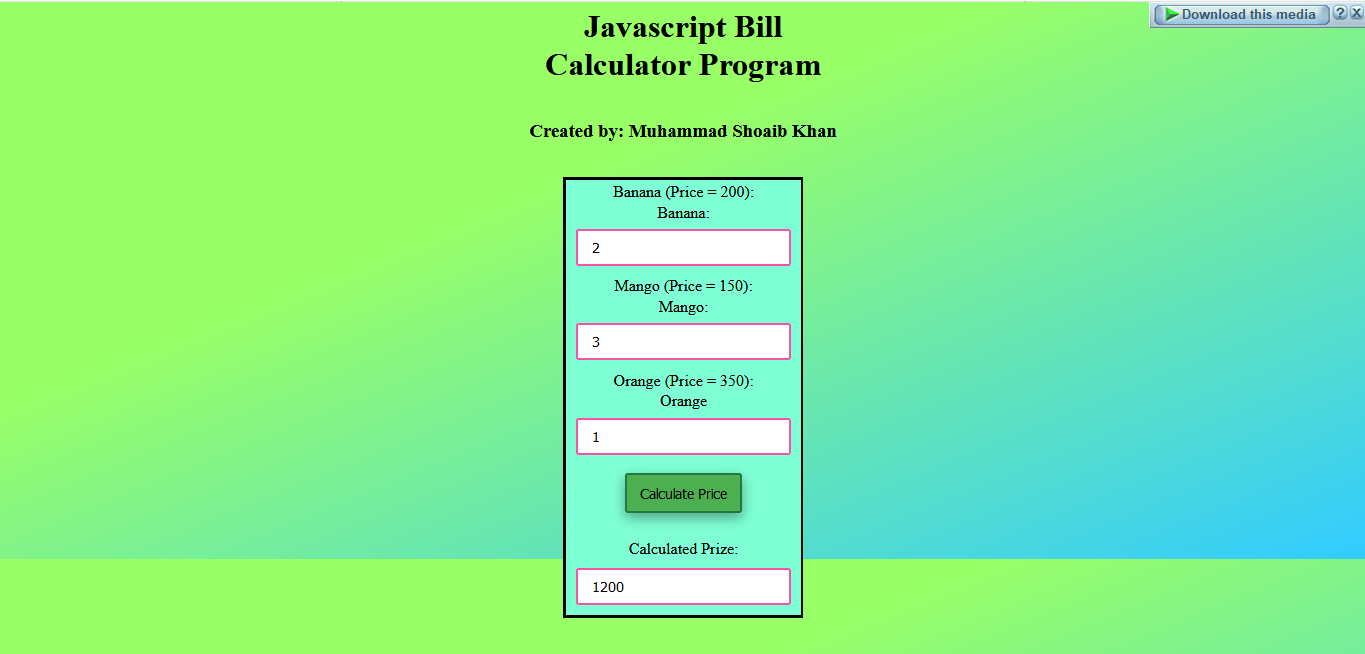 Download this media ? X
Javascript Bill
Calculator Program
Created by: Muhammad Shoaib Khan
Banana (Price = 200):
Banana:
2
Mango (Price = 150):
Mango:
3
Orange (Price = 350):
Orange
1
Calculate Price
Calculated Prize:
1200